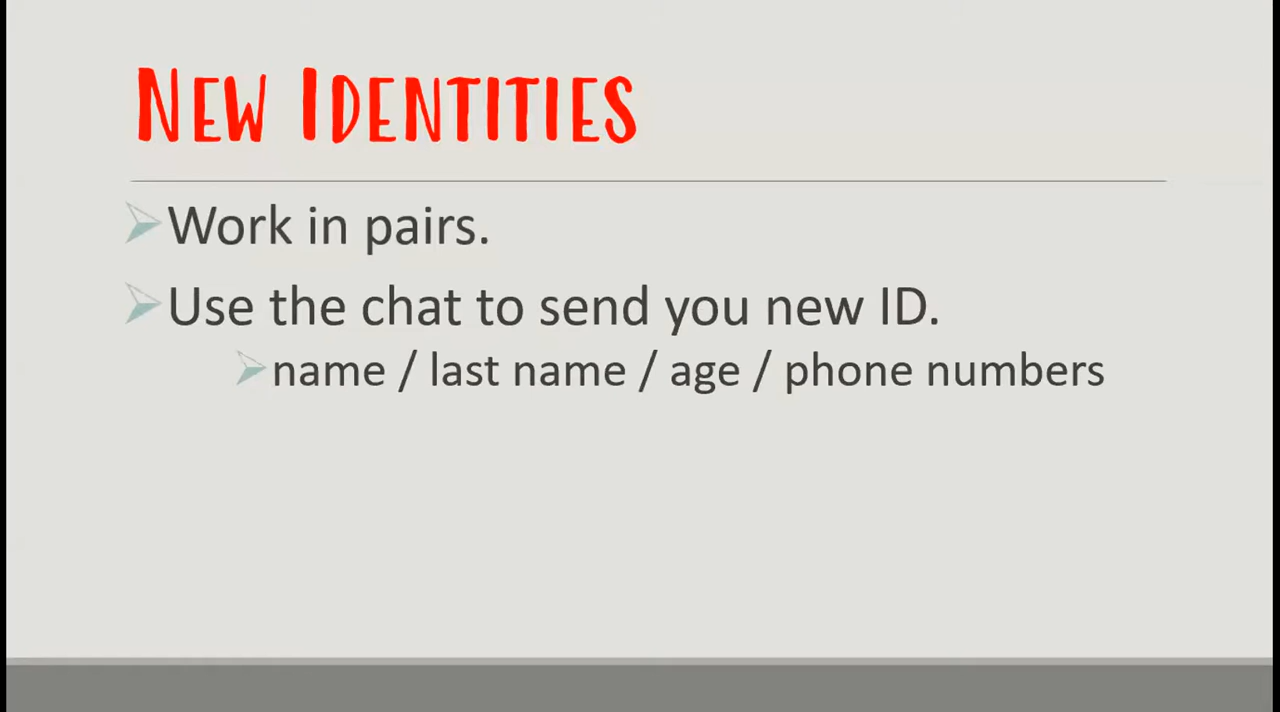 New Identities
Work in pairs.
Use the chat to send you new ID.
name / last name / age / phone numbers